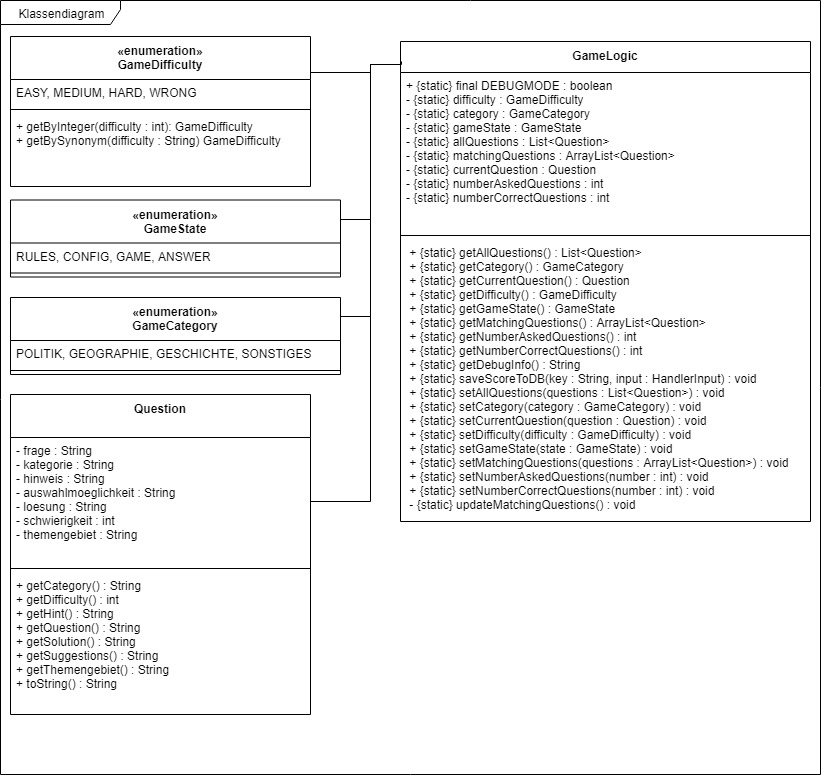 Klassendiagram
«enumeration»
GameDifficulty
EASY, MEDIUM, HARD, WRONG
+ getByInteger(difficulty : int): GameDifficulty
+ getBySynonym(difficulty : String) GameDifficulty
«enumeration»
GameState
RULES, CONFIG, GAME, ANSWER
«enumeration»
GameCategory
POLITIK, GEOGRAPHIE, GESCHICHTE, SONSTIGES
Question
- frage : String
- kategorie : String
- hinweis : String
- auswahlmoeglichkeit : String
- loesung : String
- schwierigkeit : int
- themengebiet : String
+ getCategory() : String
+ getDifficulty() : int
+ getHint() : String
+ getQuestion() : String
+ getSolution() : String
+ getSuggestions() : String
+ getThemengebiet() : String
+ toString() : String
GameLogic
+ {static} final DEBUGMODE : boolean
- {static} difficulty : GameDifficulty
- {static} category : GameCategory
- {static} gameState : GameState
- {static} allQuestions : List<Question>
- {static} matchingQuestions : ArrayList<Question>
- {static} currentQuestion : Question
- {static} numberAskedQuestions : int
- {static} numberCorrectQuestions : int
+ {static} getAllQuestions() : List<Question>
+ {static} getCategory() : GameCategory
+ {static} getCurrentQuestion() : Question
+ {static} getDifficulty() : GameDifficulty
+ {static} getGameState() : GameState
+ {static} getMatchingQuestions() : ArrayList<Question>
+ {static} getNumberAskedQuestions() : int
+ {static} getNumberCorrectQuestions() : int
+ {static} getDebugInfo() : String
+ {static} saveScoreToDB(key : String, input : HandlerInput) : void
+ {static} setAllQuestions(questions : List<Question>) : void
+ {static} setCategory(category : GameCategory) : void
+ {static} setCurrentQuestion(question : Question) : void
+ {static} setDifficulty(difficulty : GameDifficulty) : void
+ {static} setGameState(state : GameState) : void
+ {static} setMatchingQuestions(questions : ArrayList<Question>) : void
+ {static} setNumberAskedQuestions(number : int) : void
+ {static} setNumberCorrectQuestions(number : int) : void
- {static} updateMatchingQuestions() : void